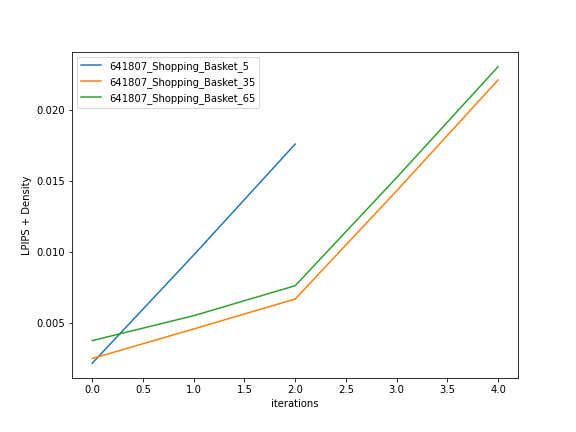 641807_Shopping_Basket_5
641807_Shopping_Basket_35
641807_Shopping_Basket_65
0.020
0.015
0.010
0.005
LPIPS + Density
0.0 0.5 1.0 1.5 2.0 2.5 3.0 3.5 4.0
iterations